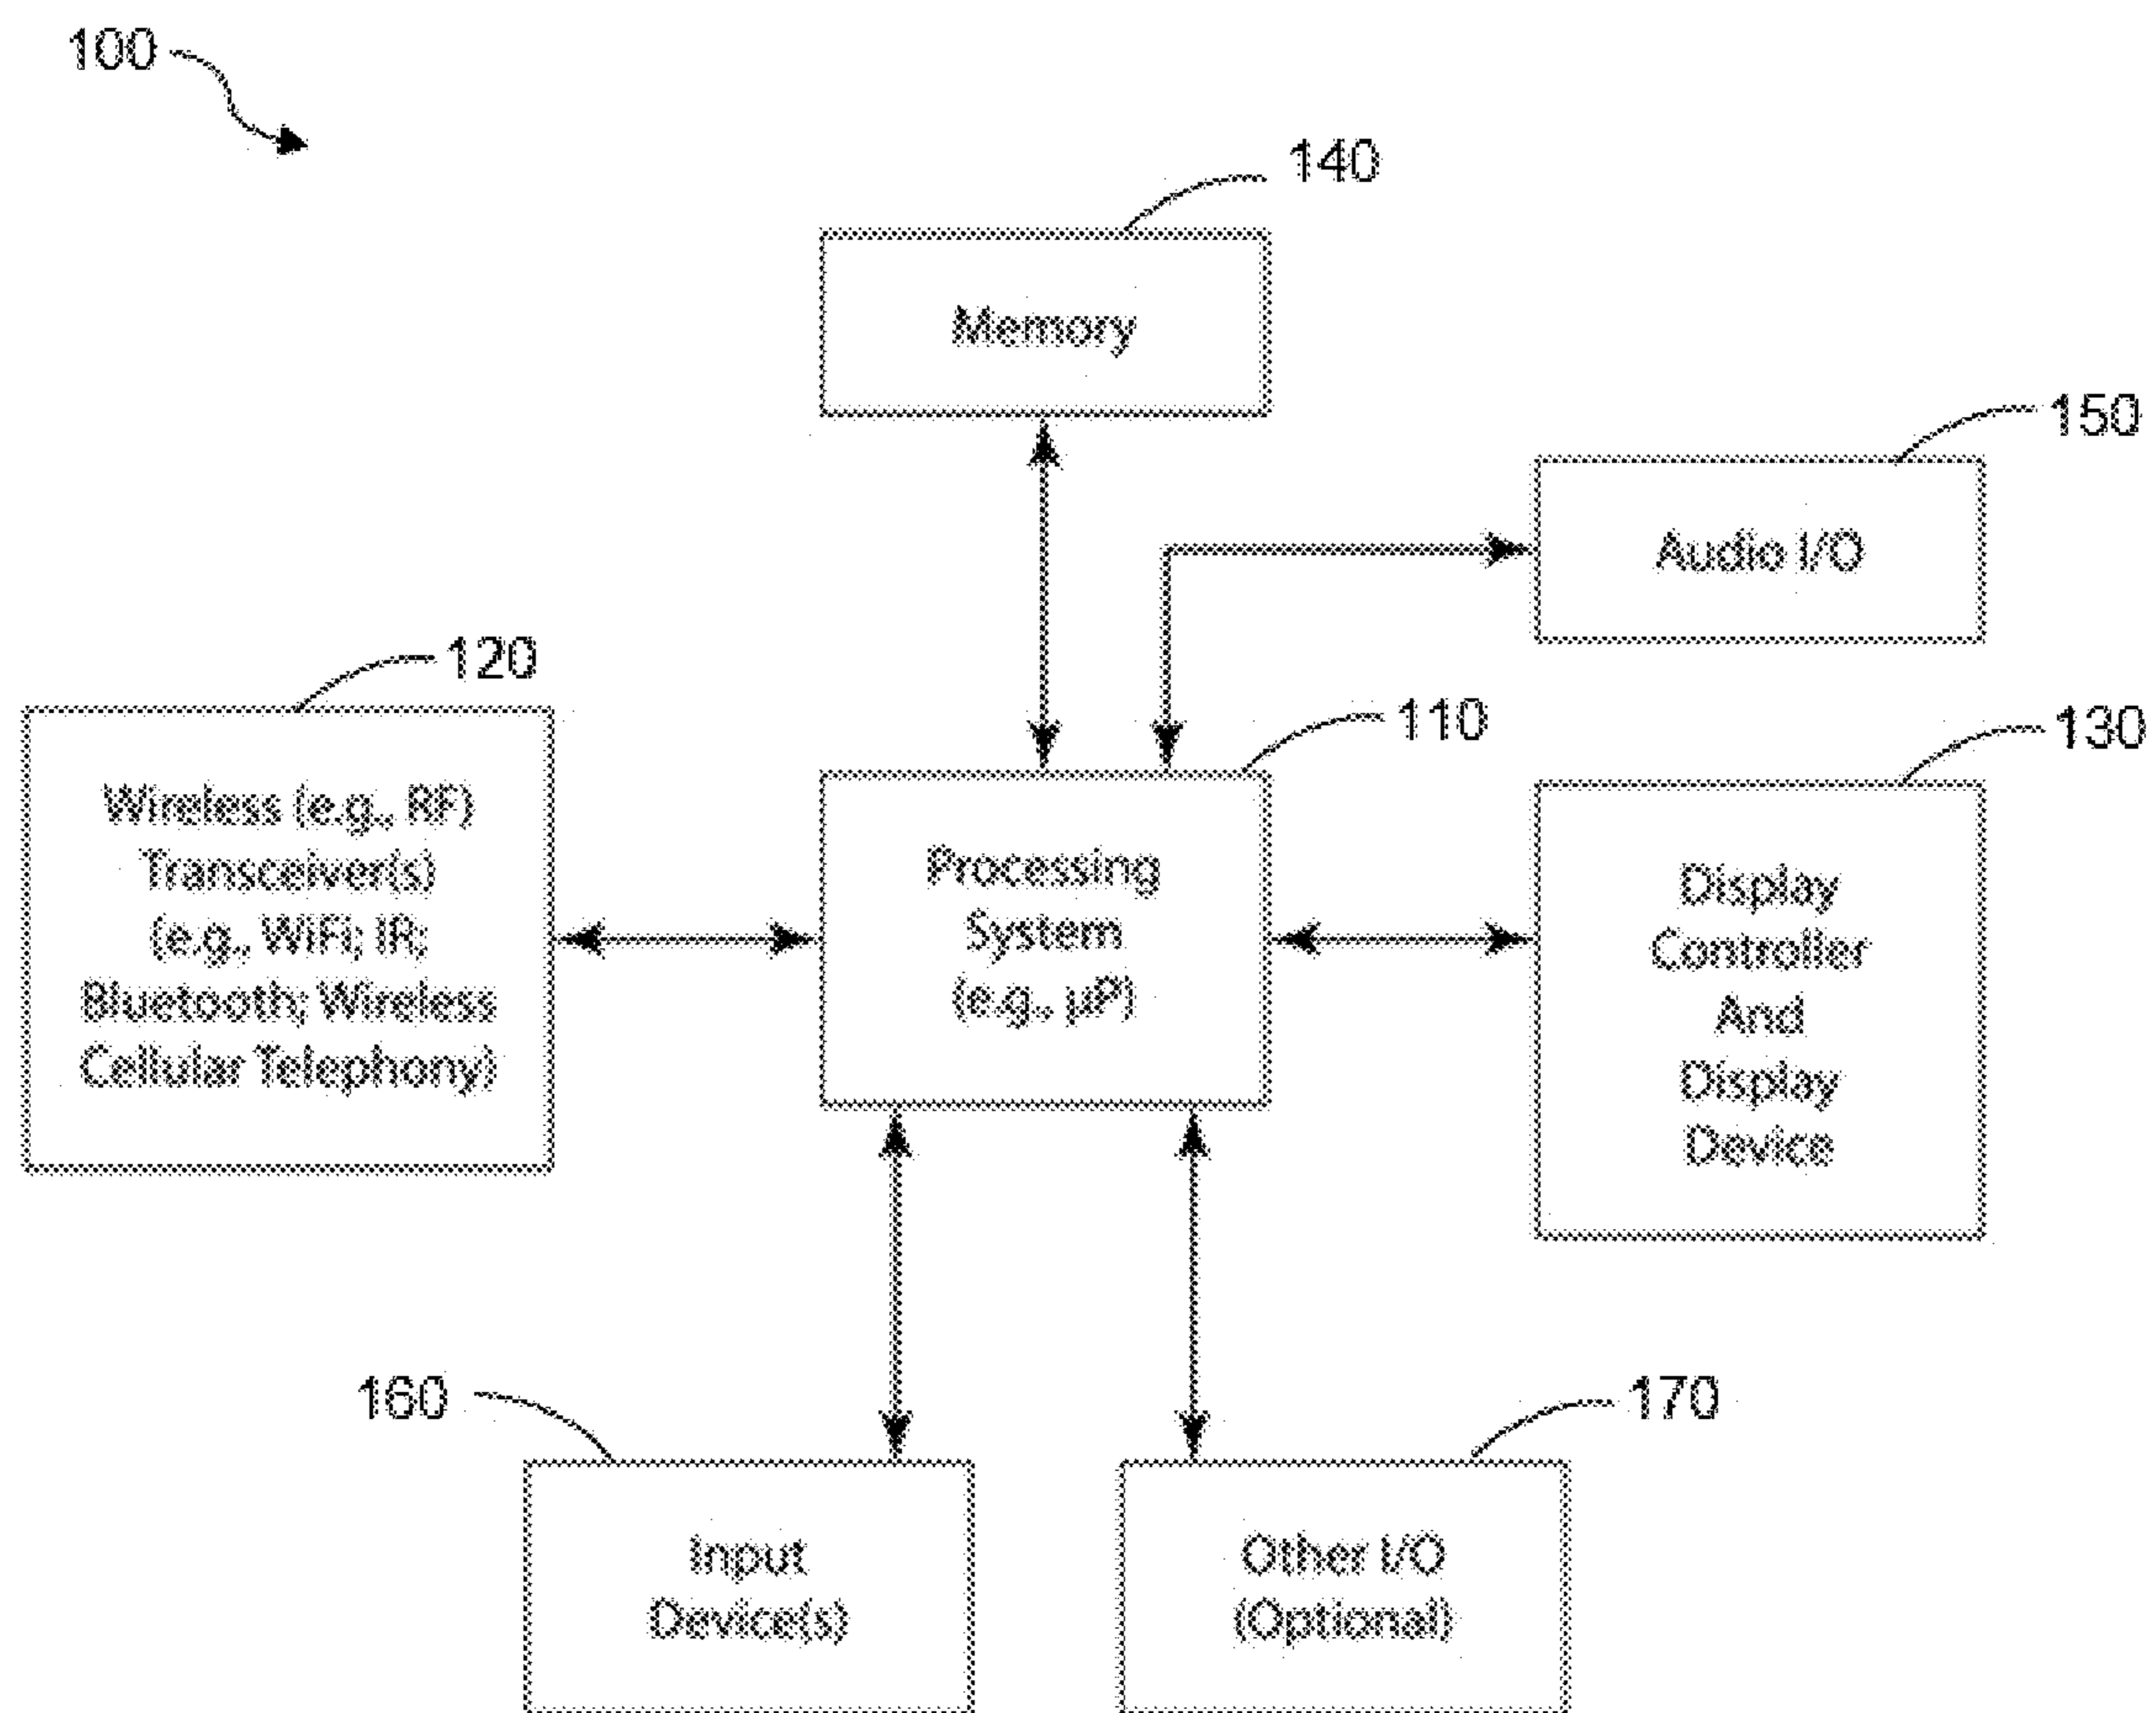 100
140
Memory
150
Audio I/O
120
Wireless (e.g., RF)
Transceiver(s)
(e.g., WiFi; IR;
Bluetooth; Wireless
Cellular Telephony)
110
Processing
System
(e.g., µP)
130
Display
Controller
And
Display
Device
160
Input
Device(s)
170
Other I/O
(Optional)